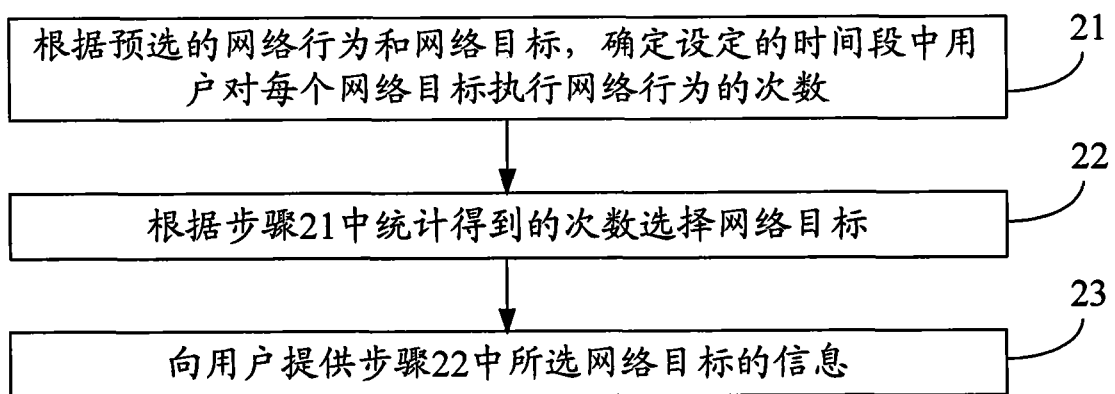 根据预选的网络行为和网络目标，确定设定的时间段中用
户对每个网络目标执行网络行为的次数
21
根据步骤21中统计得到的次数选择网络目标
22
向用户提供步骤22中所选网络目标的信息
23